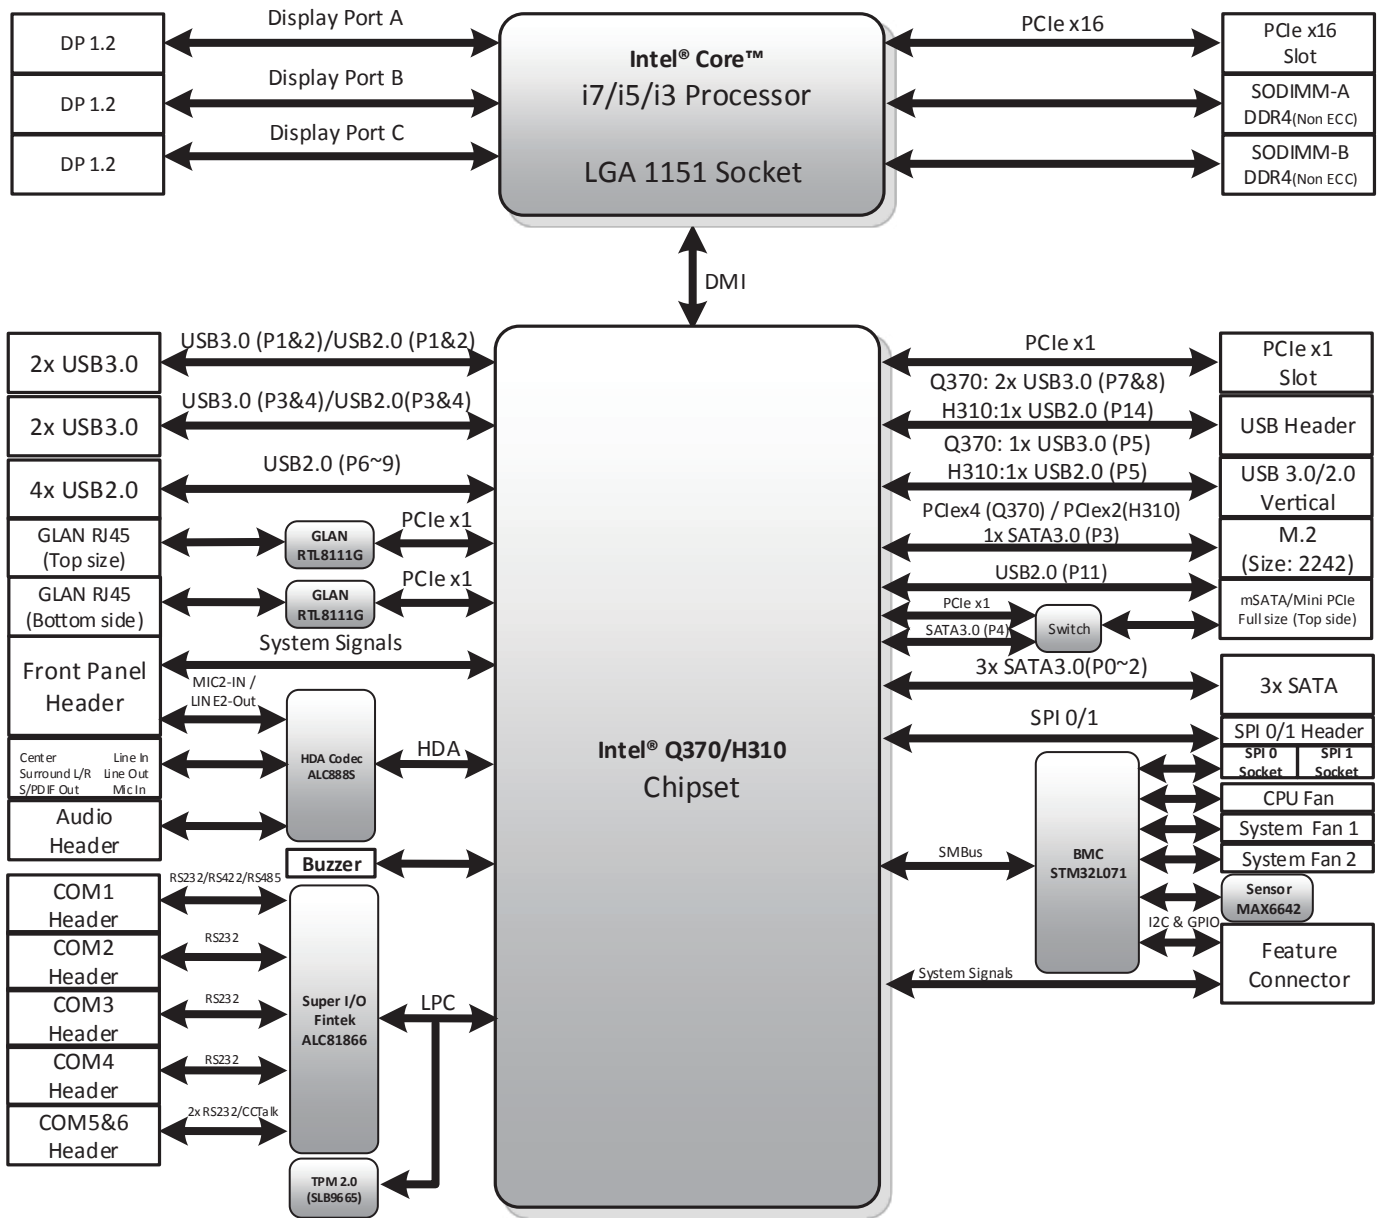 Display Port A
DP 1.2
Display Port B
DP 1.2
Display Port C
DP 1.2
Intel® Core™
i7/i5/i3 Processor
LGA 1151 Socket
PCIe x16
PCIe x16
Slot
SODIMM-A
DDR4(Non ECC)
SODIMM-B
DDR4(Non ECC)
DMI
USB3.0 (P1&2)/USB2.0 (P1&2)
2x USB3.0
USB3.0 (P3&4)/USB2.0(P3&4)
2x USB3.0
USB2.0 (P6~9)
4x USB2.0
GLAN RJ45
(Top size)
GLAN
RTL8111G
PCIe x1
GLAN RJ45
(Bottom side)
GLAN
RTL8111G
PCIe x1
System Signals
Front Panel
Header
MIC2-IN /
LINE2-Out
Center Line In
Surround L/R Line Out
S/PDIF Out Mic In
HDA Codec
ALC888S
HDA
Audio
Header
Buzzer
COM1
Header
RS232/RS422/RS485
COM2
Header
RS232
COM3
Header
RS232
COM4
Header
RS232
COM5&6
Header
2x RS232/CCTalk
Super I/O
Fintek
ALC81866
LPC
TPM 2.0
(SLB9665)
Intel® Q370/H310
Chipset
PCIe x1
PCIe x1
Slot
Q370: 2x USB3.0 (P7&8)
H310:1x USB2.0 (P14)
USB Header
Q370: 1x USB3.0 (P5)
H310:1x USB2.0 (P5)
USB 3.0/2.0
Vertical
PCIex4 (Q370) / PCIex2(H310)
1x SATA3.0 (P3)
M.2
(Size: 2242)
USB2.0 (P11)
PCIe x1
SATA3.0 (P4)
Switch
mSATA/Mini PCIe
Full size (Top side)
3x SATA3.0(P0~2)
3x SATA
SPI 0/1
SPI 0/1 Header
SPI 0
Socket
SPI 1
Socket
CPU Fan
System Fan 1
System Fan 2
SMBus
BMC
STM32L071
Sensor
MAX6642
I2C & GPIO
Feature
Connector
System Signals